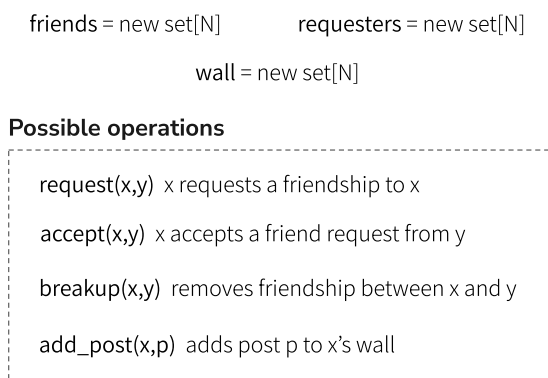 friends = new set[N] requesters = new set[N]
wall = new set[N]
Possible operations
request(x,y) x requests a friendship to x
accept(x,y) x accepts a friend request from y
breakup(x,y) removes friendship between x and y
add_post(x,p) adds post p to x’s wall